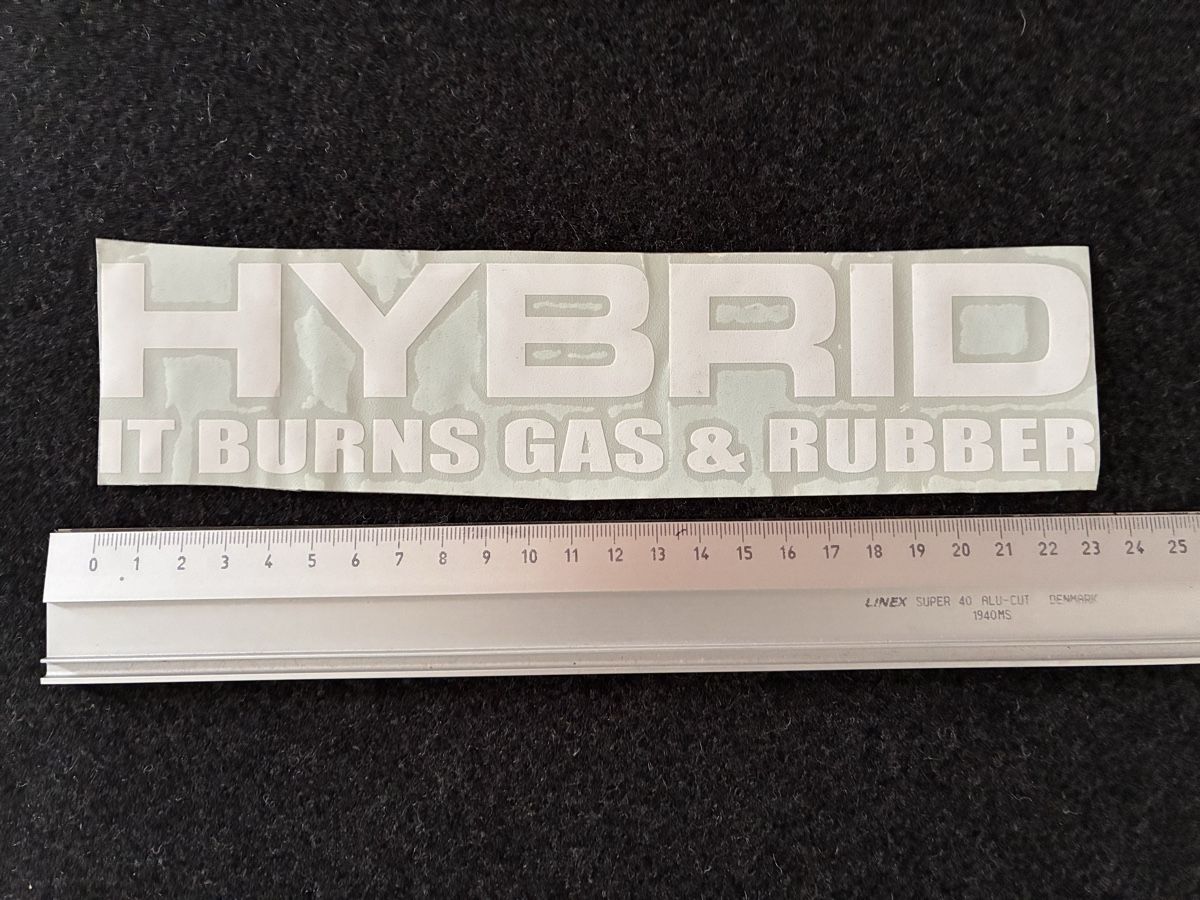 HYBRID
IT BURNS GAS & RUBBER
0 1 2 3 4 5 6 7 8 9 10 11 12 13 14 15 16 17 18 19 20 21 22 23 24 25
LINEX SUPER 40 ALU-CUT DENMARK
1940MS